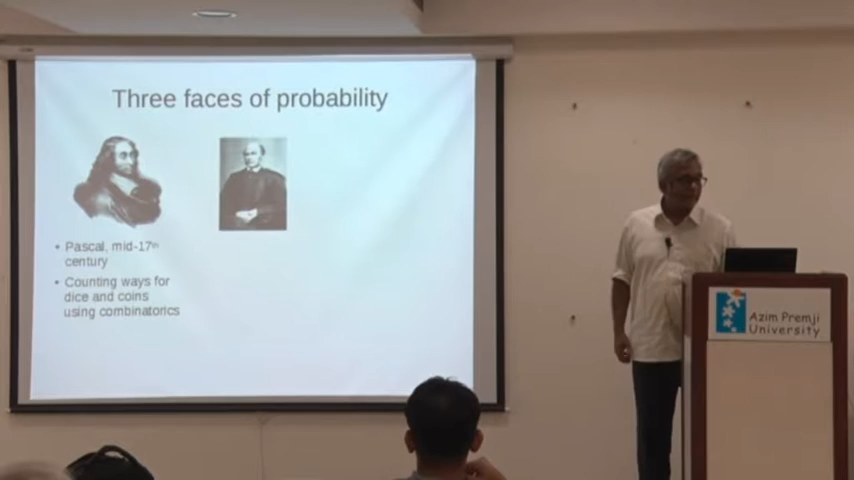 Three faces of probability
• Pascal, mid-17th
century
• Counting ways for
dice and coins
using combinatorics
Azim Premji
University